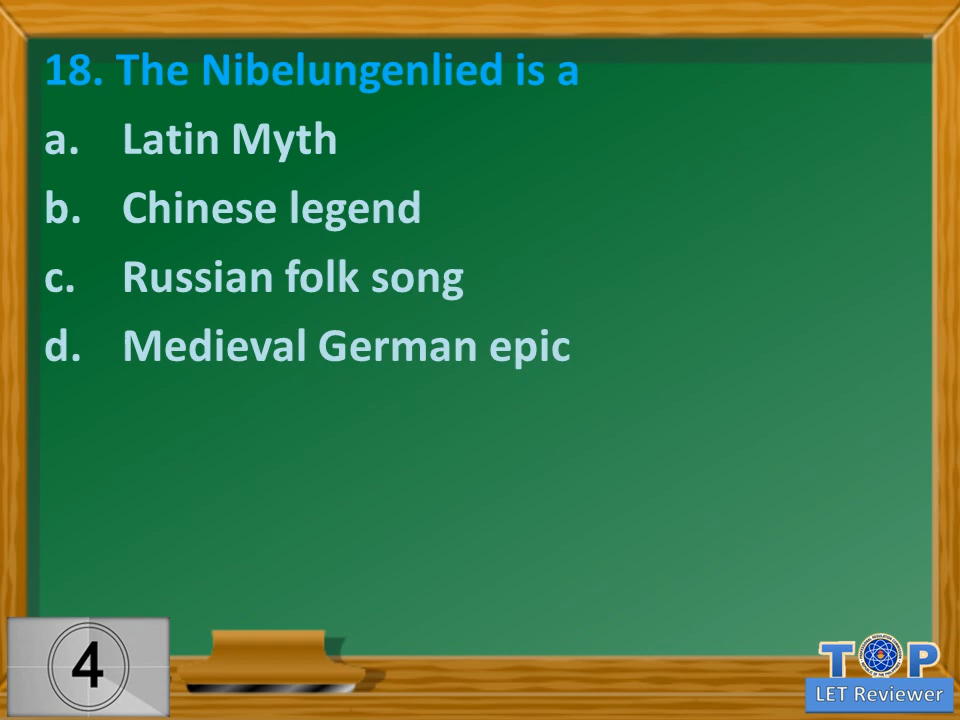 18. The Nibelungenlied is a
a. Latin Myth
b. Chinese legend
c. Russian folk song
d. Medieval German epic
4
TOP
LET Reviewer